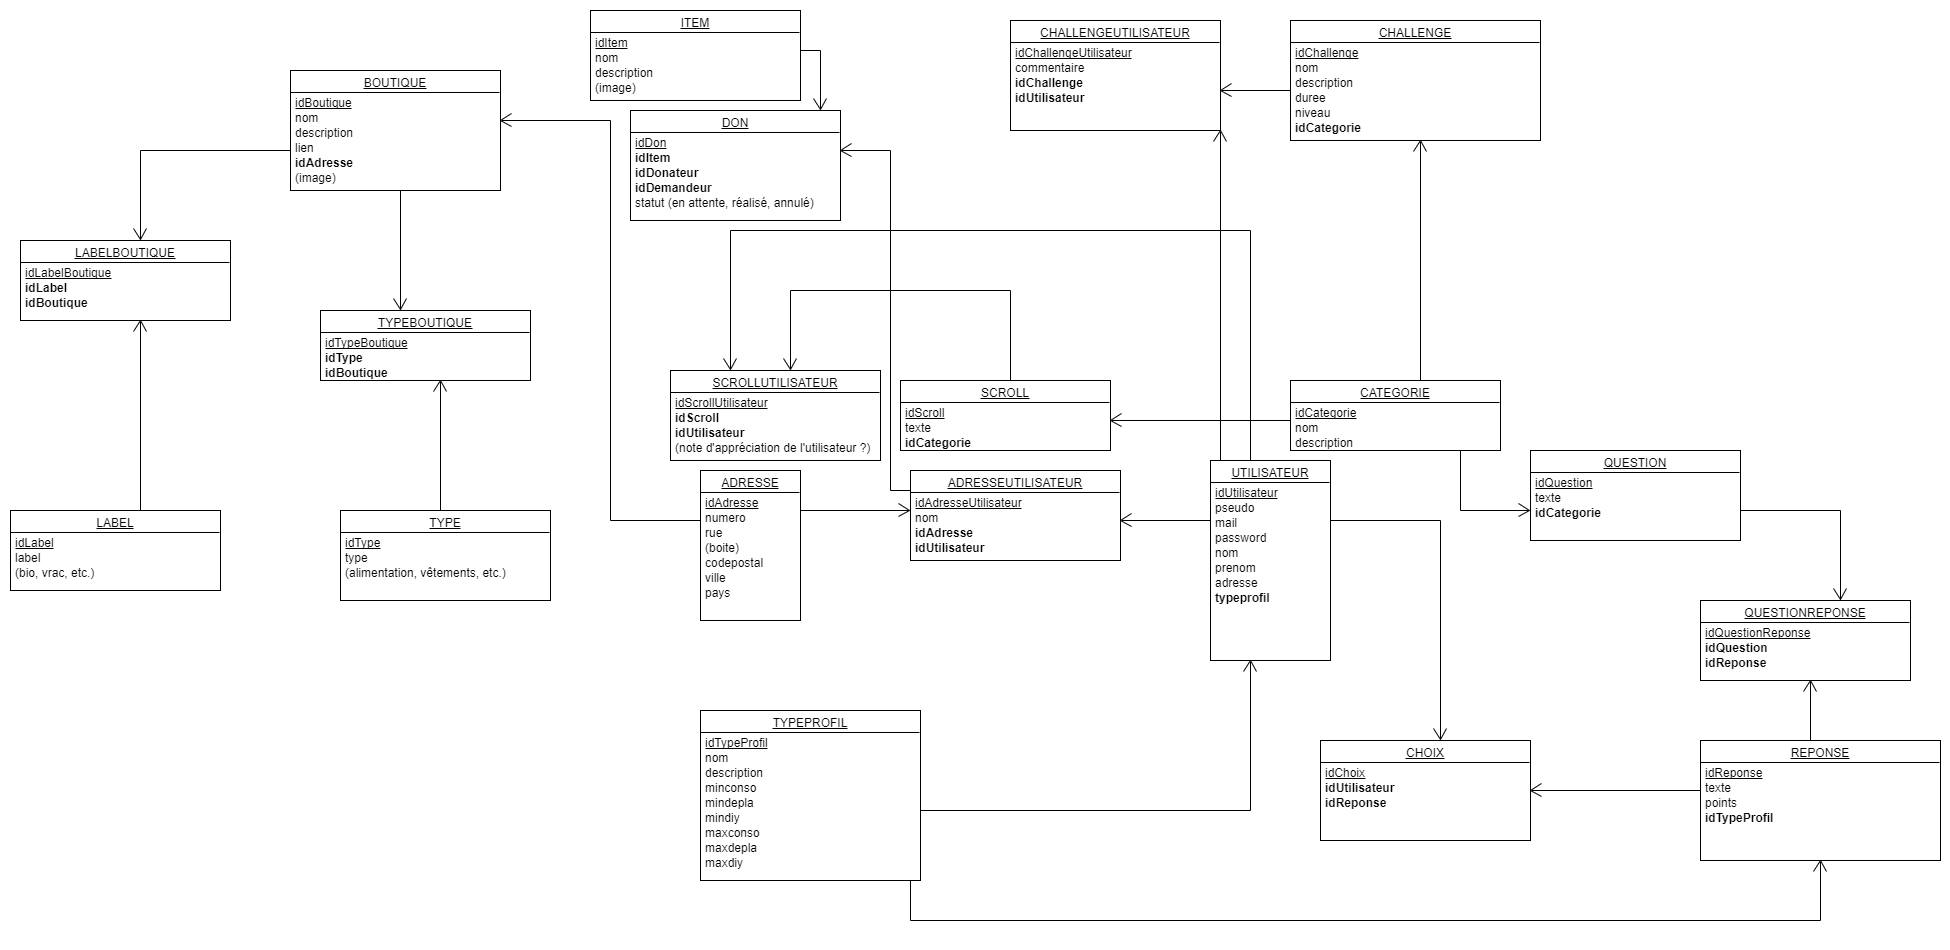 ITEM
idItem
nom
description
(image)
CHALLENGEUTILISATEUR
idChallengeUtilisateur
commentaire
idChallenge
idUtilisateur
CHALLENGE
idChallenge
nom
description
duree
niveau
idCategorie
BOUTIQUE
idBoutique
nom
description
lien
idAdresse
(image)
DON
idDon
idItem
idDonateur
idDemandeur
statut (en attente, réalisé, annulé)
LABELBOUTIQUE
idLabelBoutique
idLabel
idBoutique
TYPEBOUTIQUE
idTypeBoutique
idType
idBoutique
SCROLLUTILISATEUR
idScrollUtilisateur
idScroll
idUtilisateur
(note d'appréciation de l'utilisateur ?)
SCROLL
idScroll
texte
idCategorie
CATEGORIE
idCategorie
nom
description
QUESTION
idQuestion
texte
idCategorie
ADRESSE
idAdresse
numero
rue
(boite)
codepostal
ville
pays
ADRESSEUTILISATEUR
idAdresseUtilisateur
nom
idAdresse
idUtilisateur
UTILISATEUR
idUtilisateur
pseudo
mail
password
nom
prenom
adresse
typeprofil
LABEL
idLabel
label
(bio, vrac, etc.)
TYPE
idType
type
(alimentation, vêtements, etc.)
QUESTIONREPONSE
idQuestionReponse
idQuestion
idReponse
TYPEPROFIL
idTypeProfil
nom
description
minconso
mindepla
mindiy
maxconso
maxdepla
maxdiy
CHOIX
idChoix
idUtilisateur
idReponse
REPONSE
idReponse
texte
points
idTypeProfil